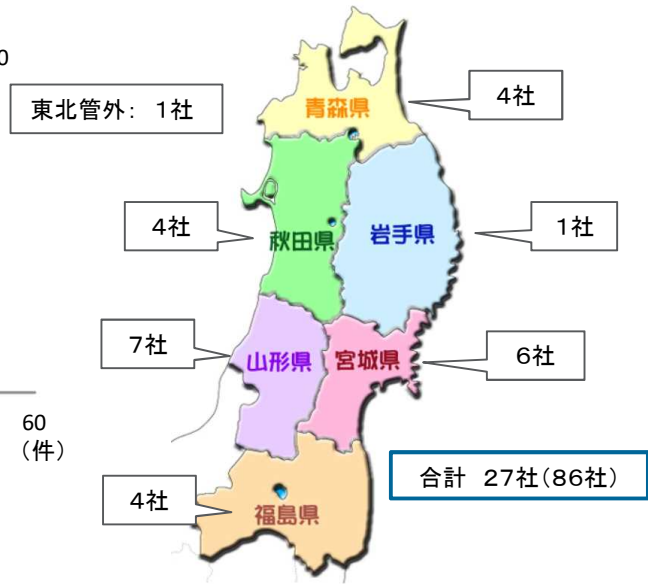 0
東北管外： 1社
青森県
4社
4社
秋田県
岩手県
1社
7社
山形県
宮城県
6社
60
（件）
合計 27社（86社）
4社
福島県